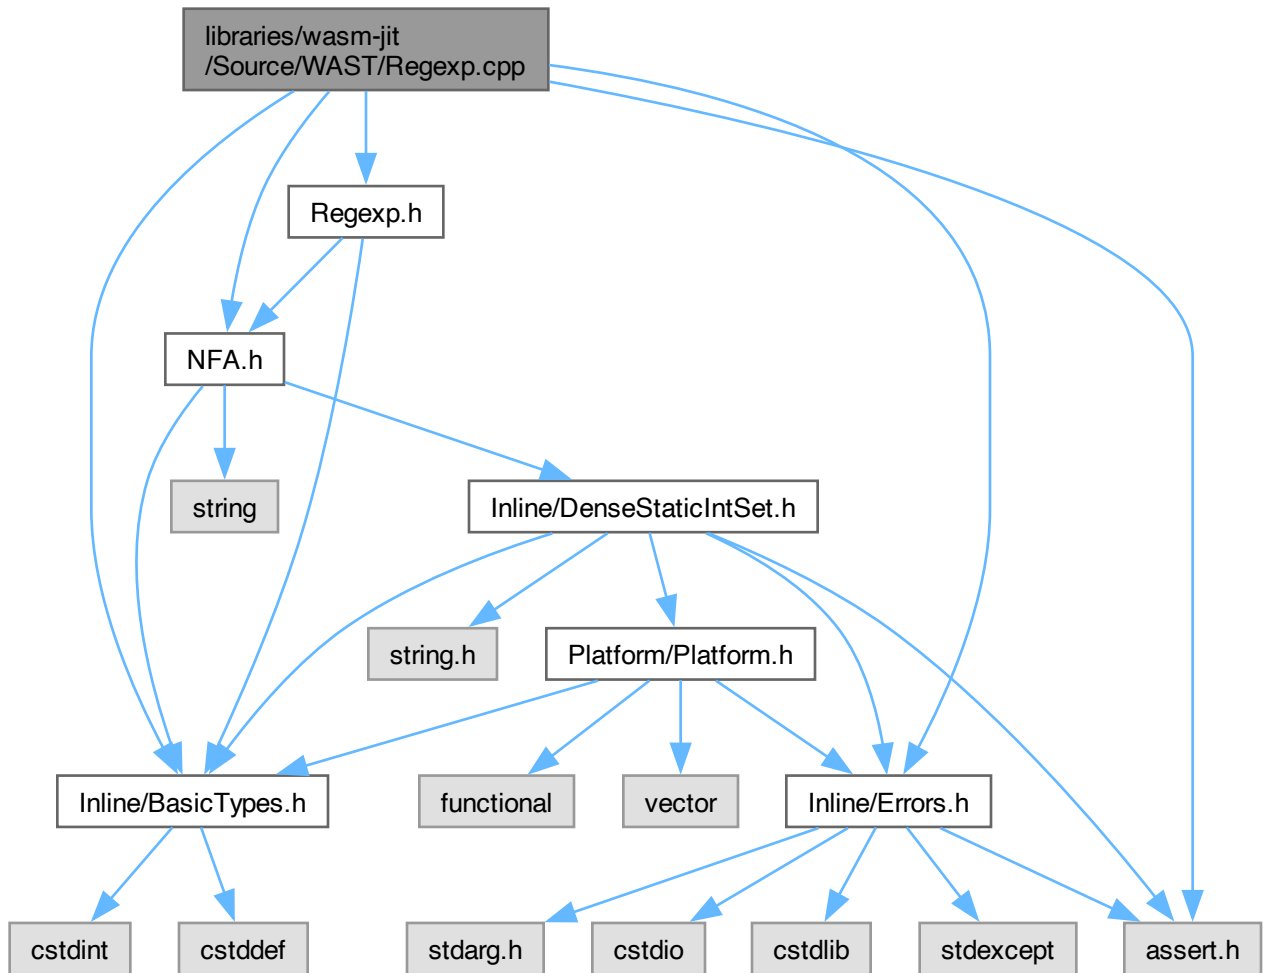 libraries/wasm-jit
/Source/WAST/Regexp.cpp
Regexp.h
NFA.h
string
Inline/DenseStaticIntSet.h
string.h
Platform/Platform.h
Inline/BasicTypes.h
functional
vector
Inline/Errors.h
cstdint
cstddef
stdarg.h
cstdio
cstdlib
stdexcept
assert.h